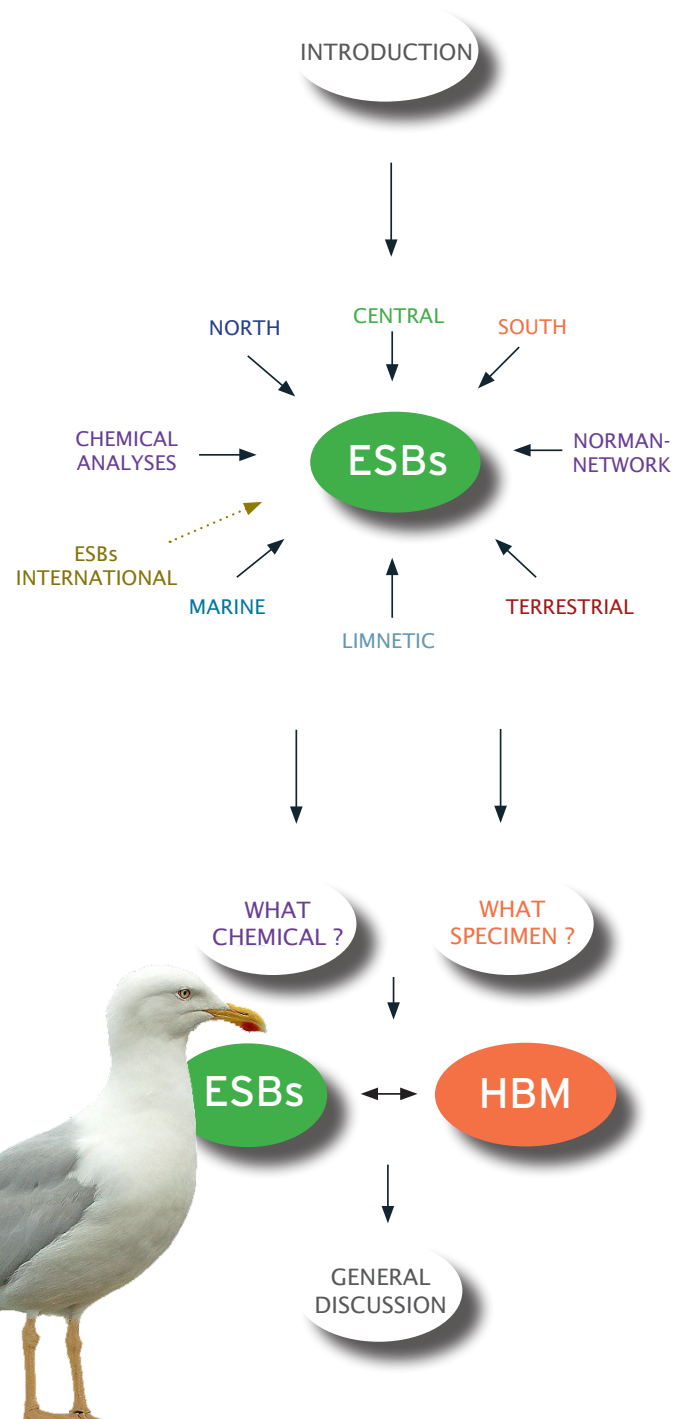 INTRODUCTION
CENTRAL
NORTH
SOUTH
CHEMICAL
ANALYSES
ESBs
NORMAN-
NETWORK
ESBs
INTERNATIONAL
MARINE
TERRESTRIAL
LIMNETIC
WHAT
CHEMICAL ?
WHAT
SPECIMEN ?
ESBs
HBM
GENERAL
DISCUSSION